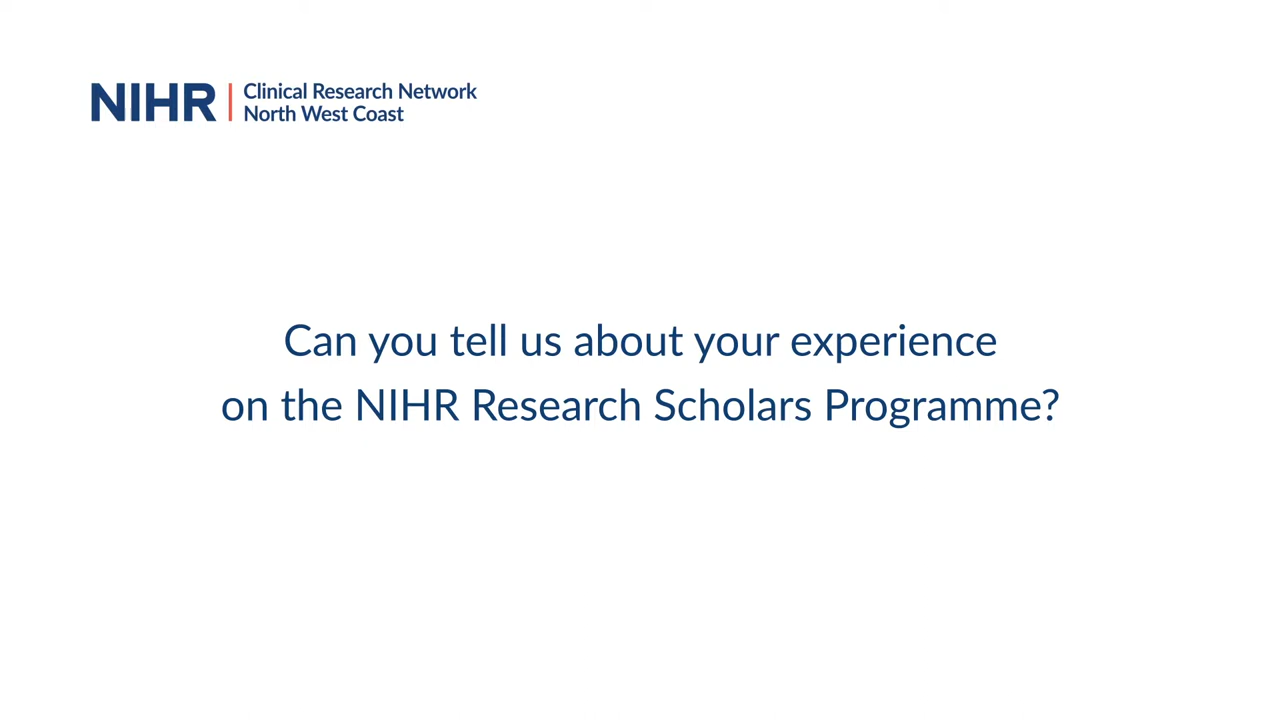 NIHR | Clinical Research Network
North West Coast
Can you tell us about your experience
on the NIHR Research Scholars Programme?